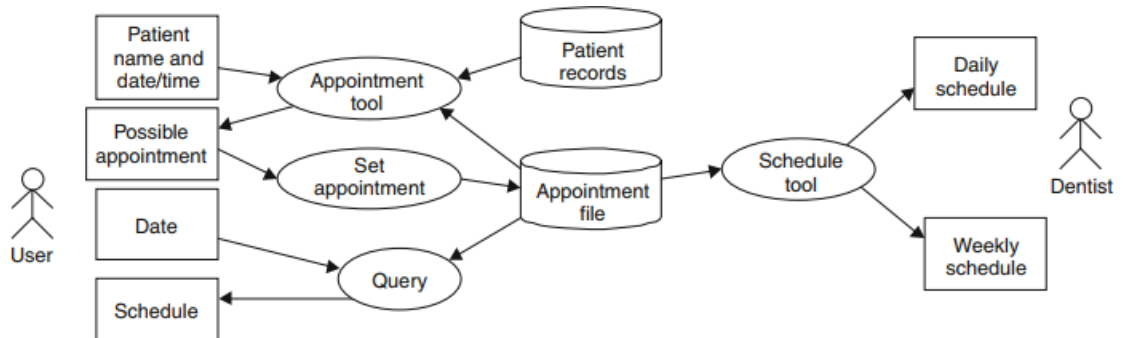 Patient
name and
date/time
Appointment
tool
Patient
records
Daily
schedule
Possible
appointment
Set
appointment
Appointment
file
Schedule
tool
Dentist
User
Date
Query
Weekly
schedule
Schedule